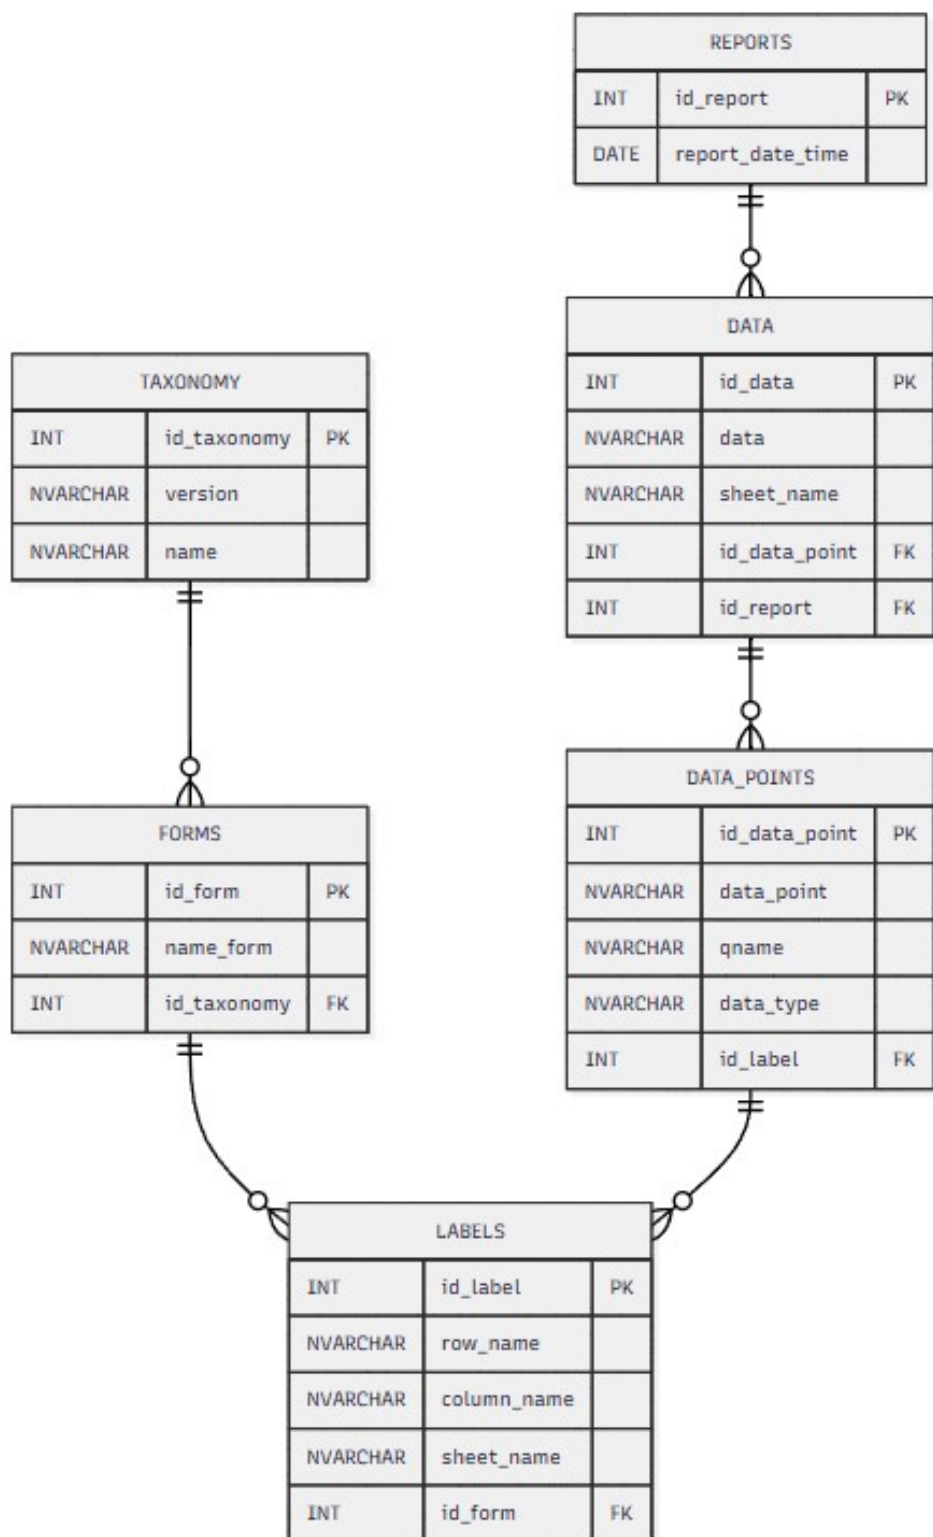 REPORTS
INT id_report PK
DATE report_date_time
DATA
INT id_data PK
NVARCHAR data
NVARCHAR sheet_name
INT id_data_point FK
INT id_report FK
TAXONOMY
INT id_taxonomy PK
NVARCHAR version
NVARCHAR name
DATA_POINTS
INT id_data_point PK
NVARCHAR data_point
NVARCHAR qname
NVARCHAR data_type
INT id_label FK
FORMS
INT id_form PK
NVARCHAR name_form
INT id_taxonomy FK
LABELS
INT id_label PK
NVARCHAR row_name
NVARCHAR column_name
NVARCHAR sheet_name
INT id_form FK